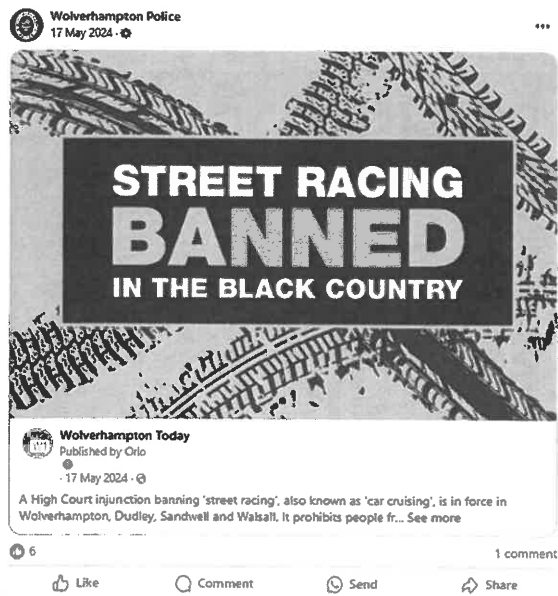 Wolverhampton Police
17 May 2024 ·
STREET RACING
BANNED
IN THE BLACK COUNTRY
Wolverhampton Today
Published by Orlo
· 17 May 2024 ·
A High Court injunction banning 'street racing', also known as 'car cruising', is in force in
Wolverhampton, Dudley, Sandwell and Walsall. It prohibits people fr... See more
6
1 comment
Like
Comment
Send
Share